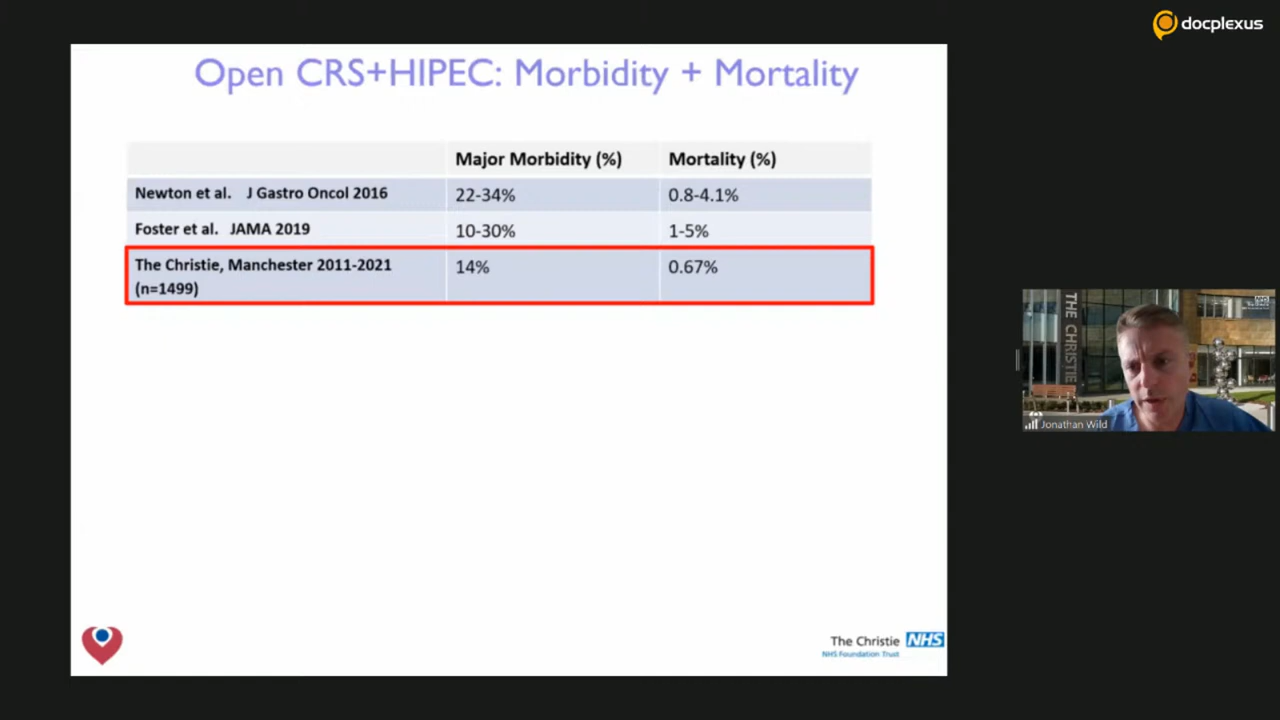 docplexus
Open CRS+HIPEC: Morbidity + Mortality
Major Morbidity (%) Mortality (%)
Newton et al. J Gastro Oncol 2016 22-34% 0.8-4.1%
Foster et al. JAMA 2019 10-30% 1-5%
The Christie, Manchester 2011-2021 14% 0.67%
(n=1499)
THE CHRISTIE
NHS
Jonathan Wild
The Christie NHS
NHS Foundation Trust